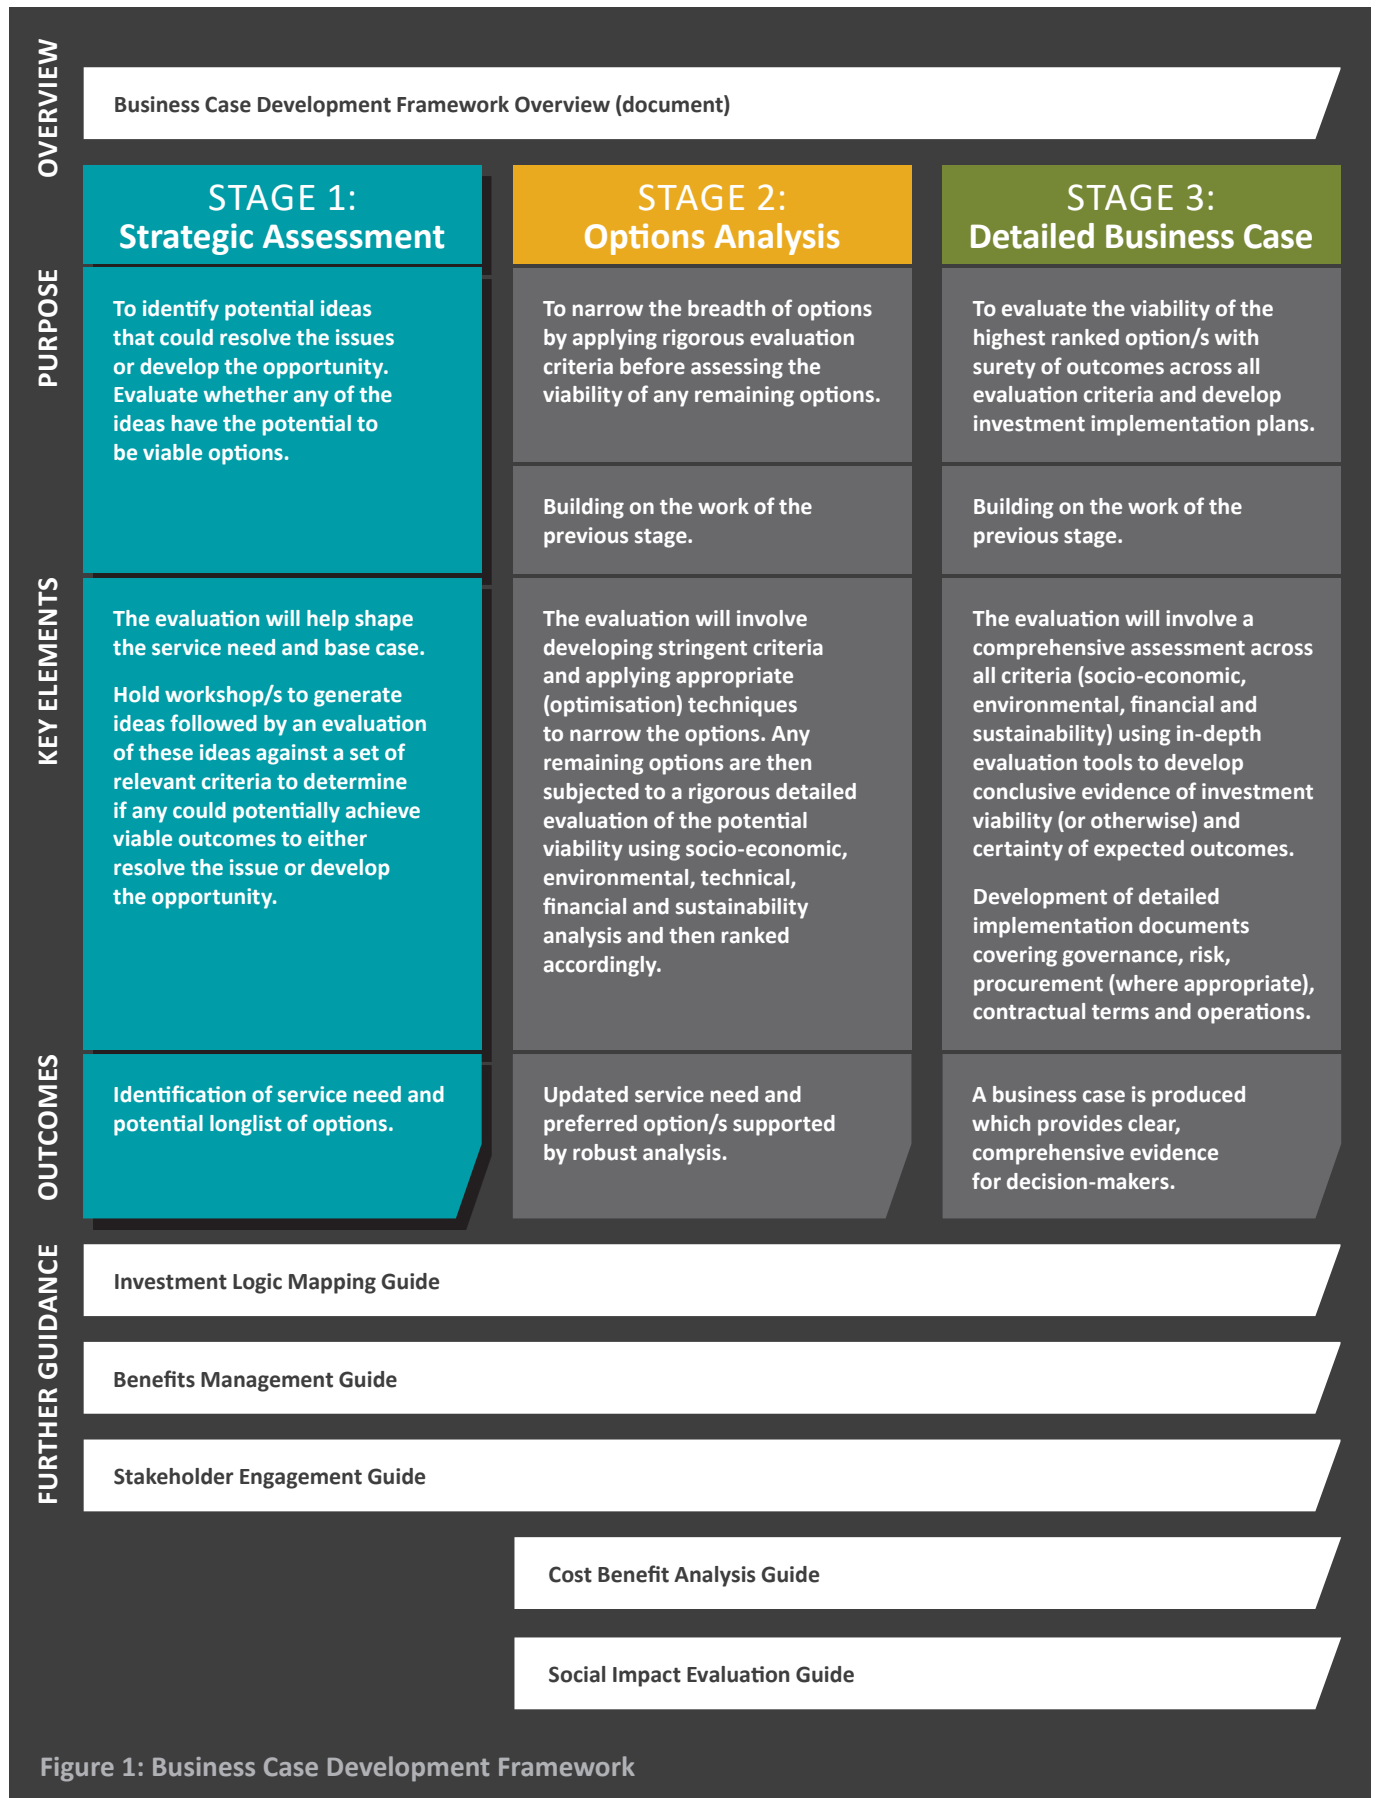 OVERVIEW
Business Case Development Framework Overview (document)
STAGE 1:
Strategic Assessment
STAGE 2:
Options Analysis
STAGE 3:
Detailed Business Case
PURPOSE
To identify potential ideas
that could resolve the issues
or develop the opportunity.
Evaluate whether any of the
ideas have the potential to
be viable options.
To narrow the breadth of options
by applying rigorous evaluation
criteria before assessing the
viability of any remaining options.
Building on the work of the
previous stage.
To evaluate the viability of the
highest ranked option/s with
surety of outcomes across all
evaluation criteria and develop
investment implementation plans.
Building on the work of the
previous stage.
KEY ELEMENTS
The evaluation will help shape
the service need and base case.
Hold workshop/s to generate
ideas followed by an evaluation
of these ideas against a set of
relevant criteria to determine
if any could potentially achieve
viable outcomes to either
resolve the issue or develop
the opportunity.
The evaluation will involve
developing stringent criteria
and applying appropriate
(optimisation) techniques
to narrow the options. Any
remaining options are then
subjected to a rigorous detailed
evaluation of the potential
viability using socio-economic,
environmental, technical,
financial and sustainability
analysis and then ranked
accordingly.
The evaluation will involve a
comprehensive assessment across
all criteria (socio-economic,
environmental, financial and
sustainability) using in-depth
evaluation tools to develop
conclusive evidence of investment
viability (or otherwise) and
certainty of expected outcomes.
Development of detailed
implementation documents
covering governance, risk,
procurement (where appropriate),
contractual terms and operations.
OUTCOMES
Identification of service need and
potential longlist of options.
Updated service need and
preferred option/s supported
by robust analysis.
A business case is produced
which provides clear,
comprehensive evidence
for decision-makers.
FURTHER GUIDANCE
Investment Logic Mapping Guide
Benefits Management Guide
Stakeholder Engagement Guide
Cost Benefit Analysis Guide
Social Impact Evaluation Guide
Figure 1: Business Case Development Framework